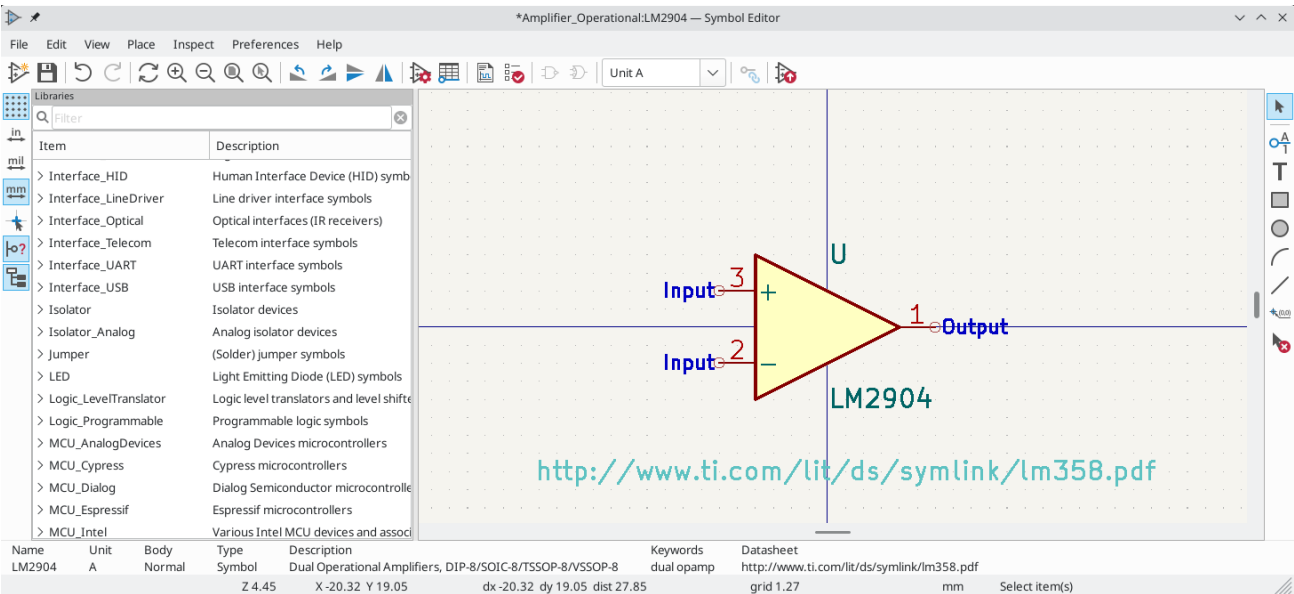 *Amplifier_Operational:LM2904 — Symbol Editor
File Edit View Place Inspect Preferences Help
Unit A
Libraries
Filter
Item Description
Interface_HID Human Interface Device (HID) symb
Interface_LineDriver Line driver interface symbols
Interface_Optical Optical interfaces (IR receivers)
Interface_Telecom Telecom interface symbols
Interface_UART UART interface symbols
Interface_USB USB interface symbols
Isolator Isolator devices
Isolator_Analog Analog isolator devices
Jumper (Solder) jumper symbols
LED Light Emitting Diode (LED) symbols
Logic_LevelTranslator Logic level translators and level shifte
Logic_Programmable Programmable logic symbols
MCU_AnalogDevices Analog Devices microcontrollers
MCU_Cypress Cypress microcontrollers
MCU_Dialog Dialog Semiconductor microcontrolle
MCU_Espressif Espressif microcontrollers
MCU_Intel Various Intel MCU devices and associ
in
mil
mm
U
Input 3 +
1 Output
Input 2 −
LM2904
http://www.ti.com/lit/ds/symlink/lm358.pdf
A
1
T
(0,0)
Name Unit Body Type Description Keywords Datasheet
LM2904 A Normal Symbol Dual Operational Amplifiers, DIP-8/SOIC-8/TSSOP-8/VSSOP-8 dual opamp http://www.ti.com/lit/ds/symlink/lm358.pdf
Z 4.45 X -20.32 Y 19.05 dx -20.32 dy 19.05 dist 27.85 grid 1.27 mm Select item(s)